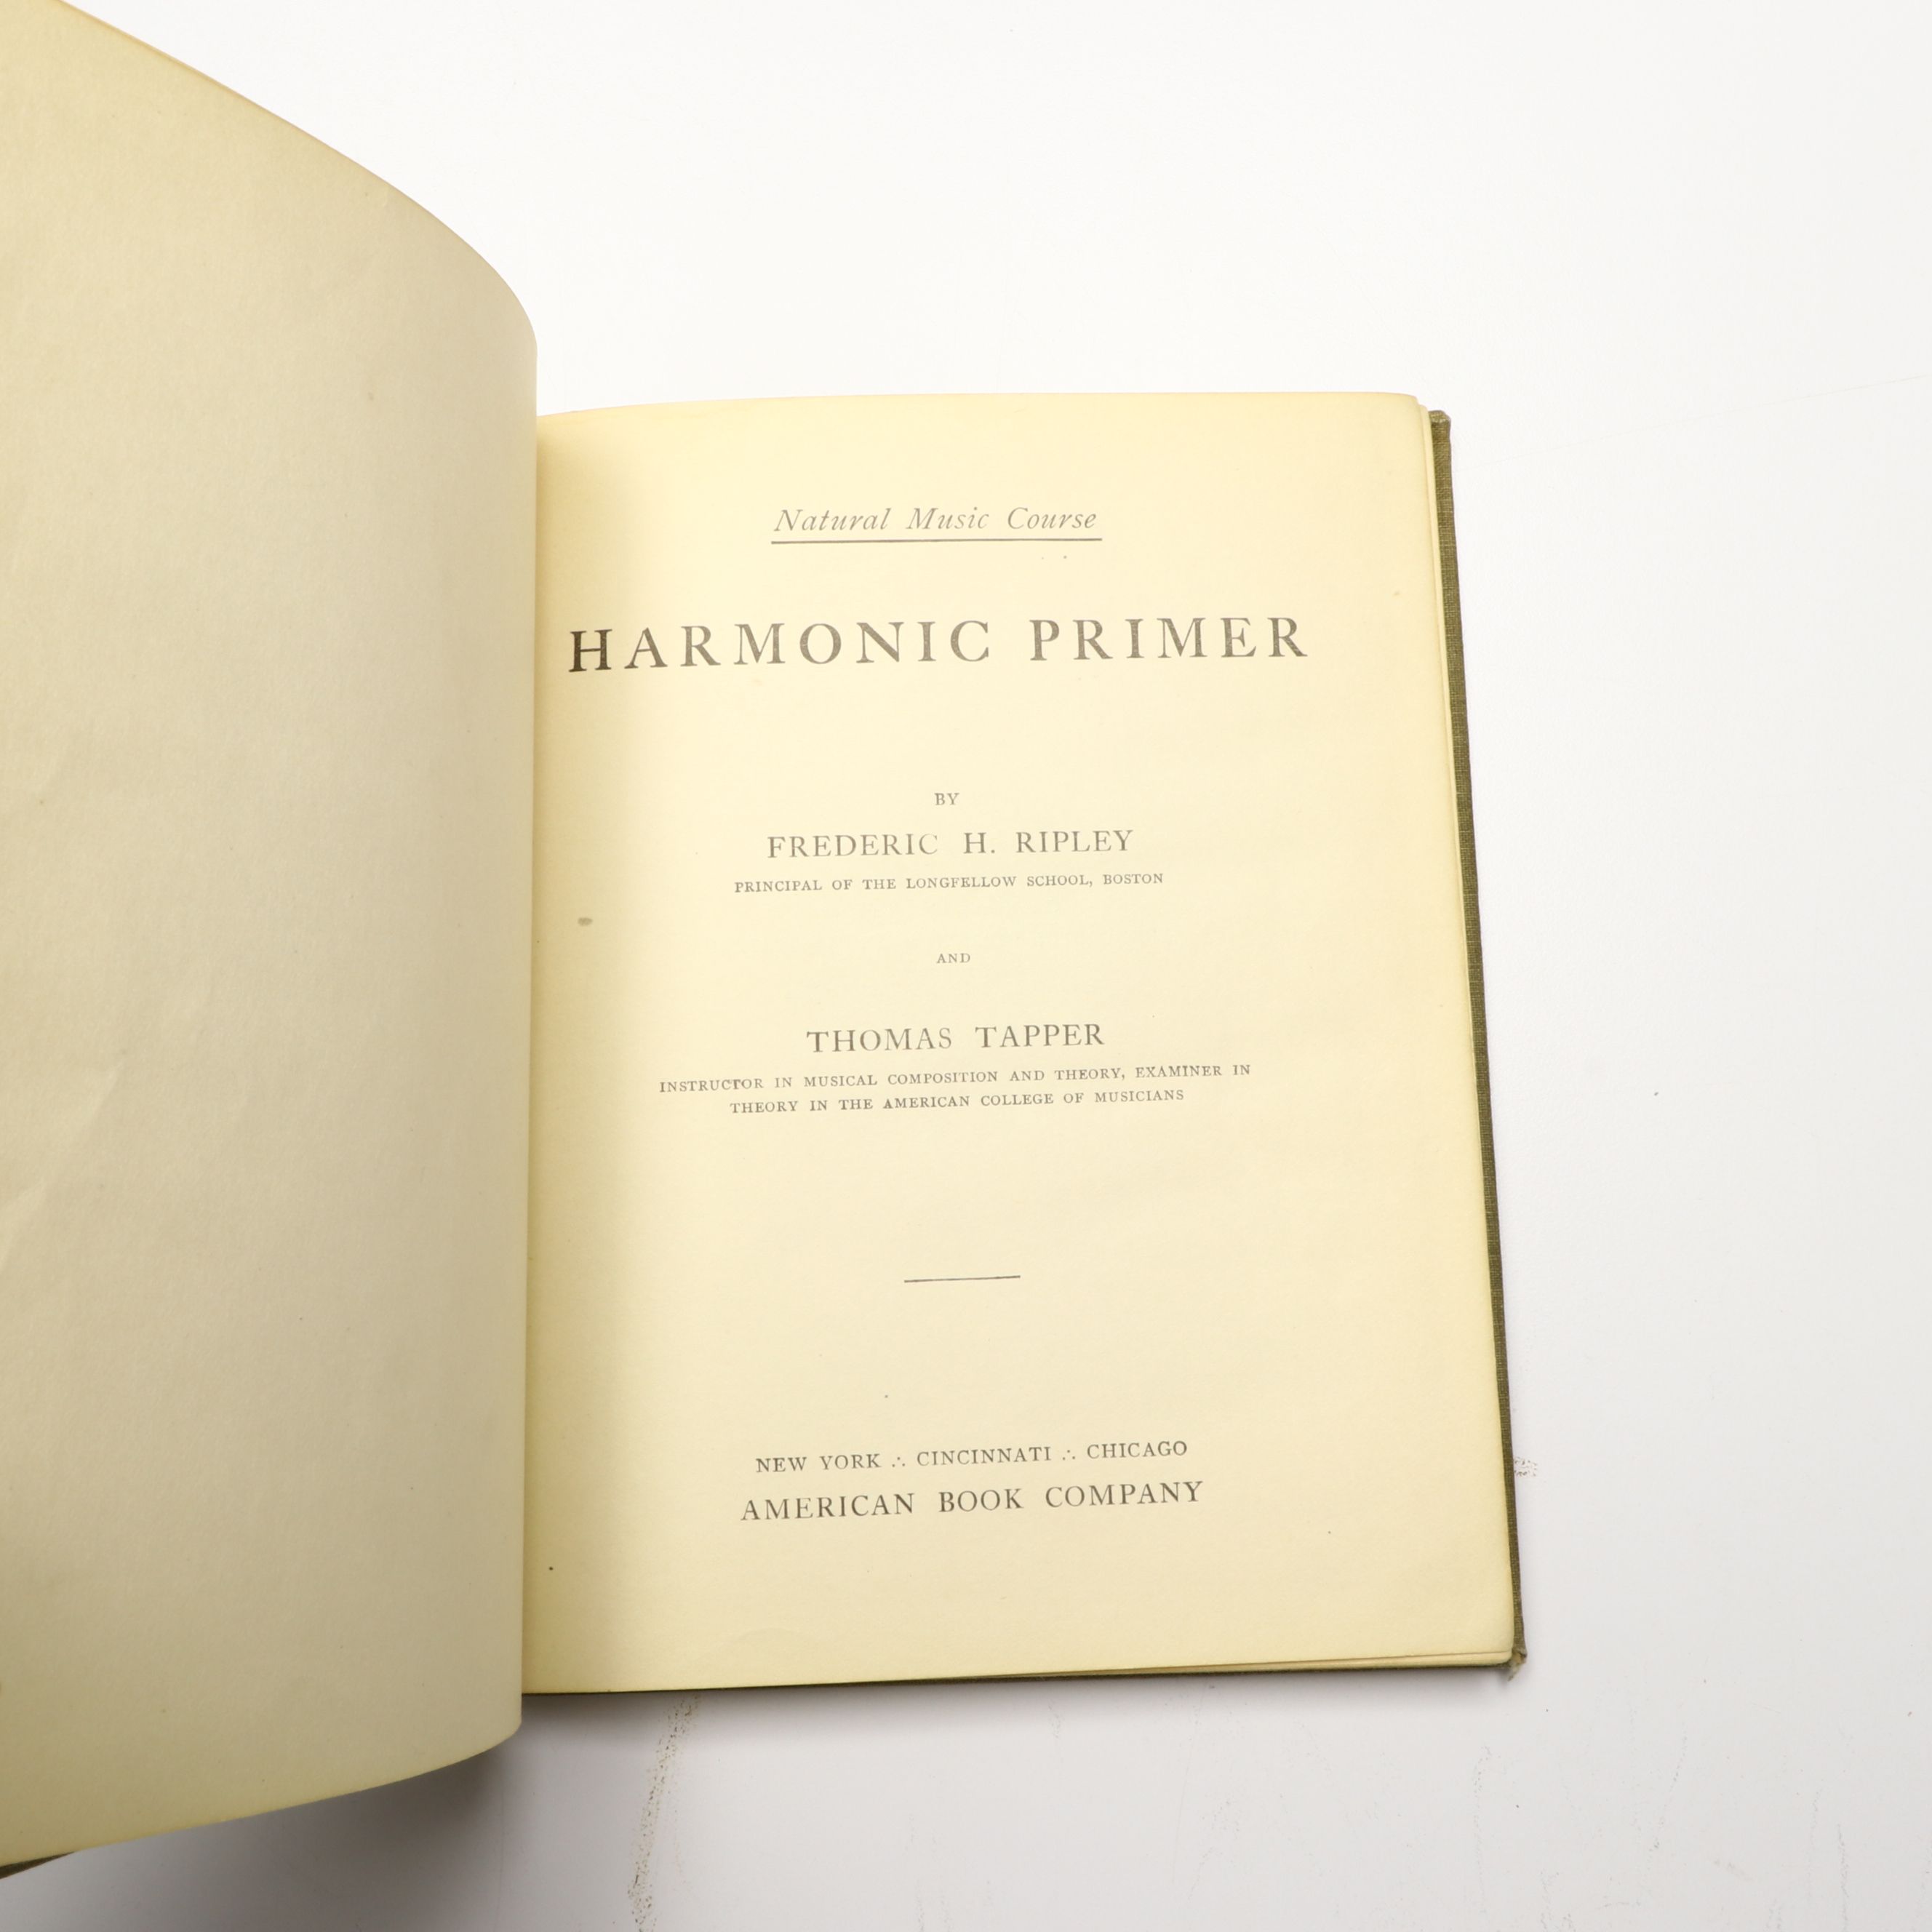 Natural Music Course
HARMONIC PRIMER
BY
FREDERIC H. RIPLEY
PRINCIPAL OF THE LONGFELLOW SCHOOL, BOSTON
AND
THOMAS TAPPER
INSTRUCTOR IN MUSICAL COMPOSITION AND THEORY, EXAMINER IN
THEORY IN THE AMERICAN COLLEGE OF MUSICIANS
NEW YORK ∴ CINCINNATI ∴ CHICAGO
AMERICAN BOOK COMPANY